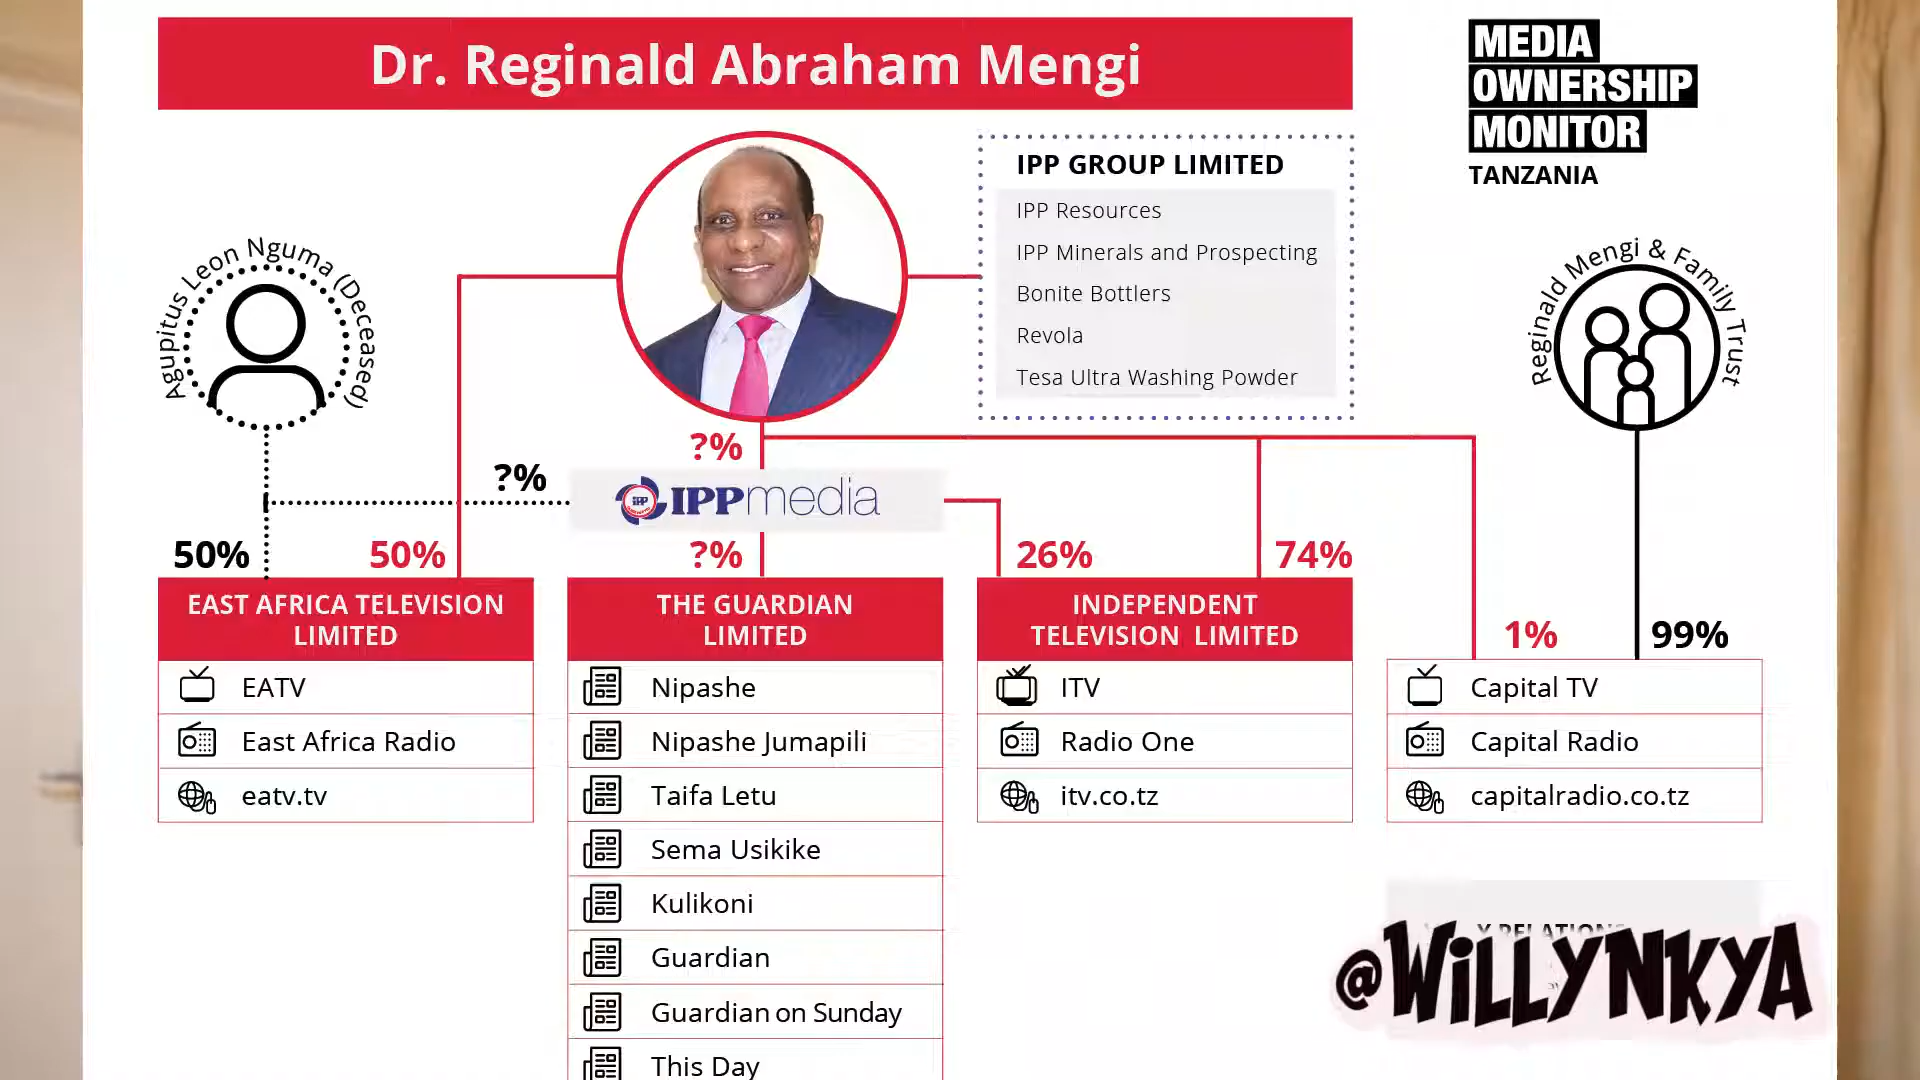 Dr. Reginald Abraham Mengi
MEDIA
OWNERSHIP
MONITOR
TANZANIA
IPP GROUP LIMITED
IPP Resources
IPP Minerals and Prospecting
Bonite Bottlers
Revola
Tesa Ultra Washing Powder
Agupitus Leon Nguma (Deceased)
Reginald Mengi & Family Trust
?%
?%
IPP
IPPmedia
50%
50%
?%
26%
74%
1%
99%
EAST AFRICA TELEVISION
LIMITED
EATV
East Africa Radio
eatv.tv
THE GUARDIAN
LIMITED
Nipashe
Nipashe Jumapili
Taifa Letu
Sema Usikike
Kulikoni
Guardian
Guardian on Sunday
This Day
INDEPENDENT
TELEVISION LIMITED
ITV
Radio One
itv.co.tz
Capital TV
Capital Radio
capitalradio.co.tz
@WiLLYNKYA